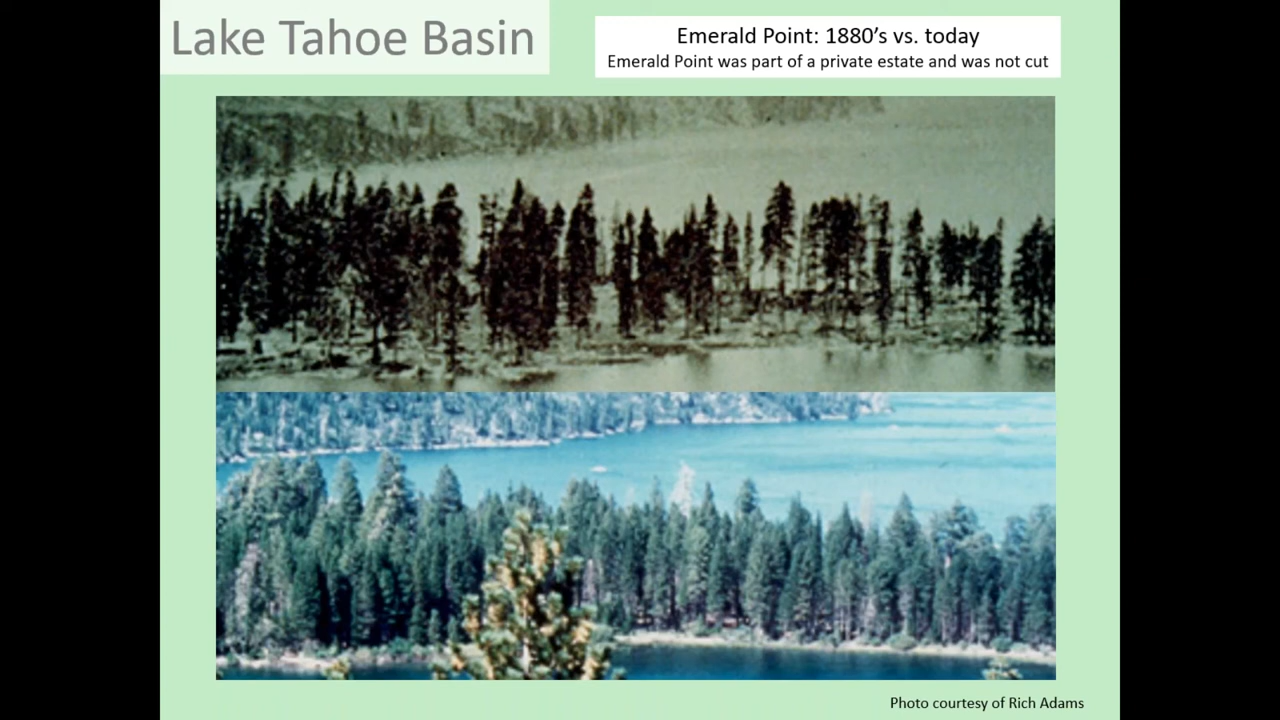 Lake Tahoe Basin
Emerald Point: 1880’s vs. today
Emerald Point was part of a private estate and was not cut
Photo courtesy of Rich Adams